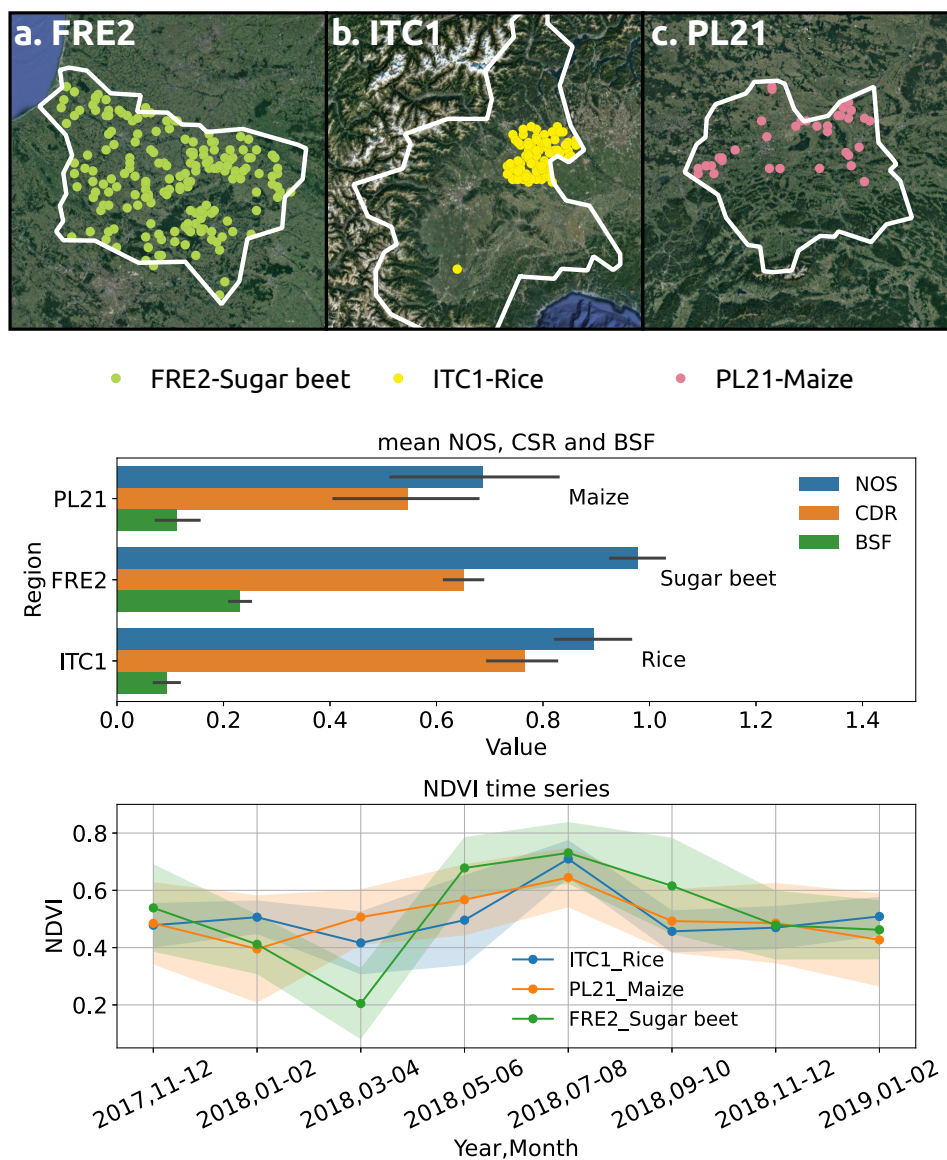 a. FRE2
b. ITC1
c. PL21
FRE2-Sugar beet
ITC1-Rice
PL21-Maize
mean NOS, CSR and BSF
Region
PL21
FRE2
ITC1
Maize
Sugar beet
Rice
NOS
CDR
BSF
0.0 0.2 0.4 0.6 0.8 1.0 1.2 1.4
Value
NDVI time series
NDVI
0.8
0.6
0.4
0.2
ITC1_Rice
PL21_Maize
FRE2_Sugar beet
2017,11-12
2018,01-02
2018,03-04
2018,05-06
2018,07-08
2018,09-10
2018,11-12
2019,01-02
Year,Month